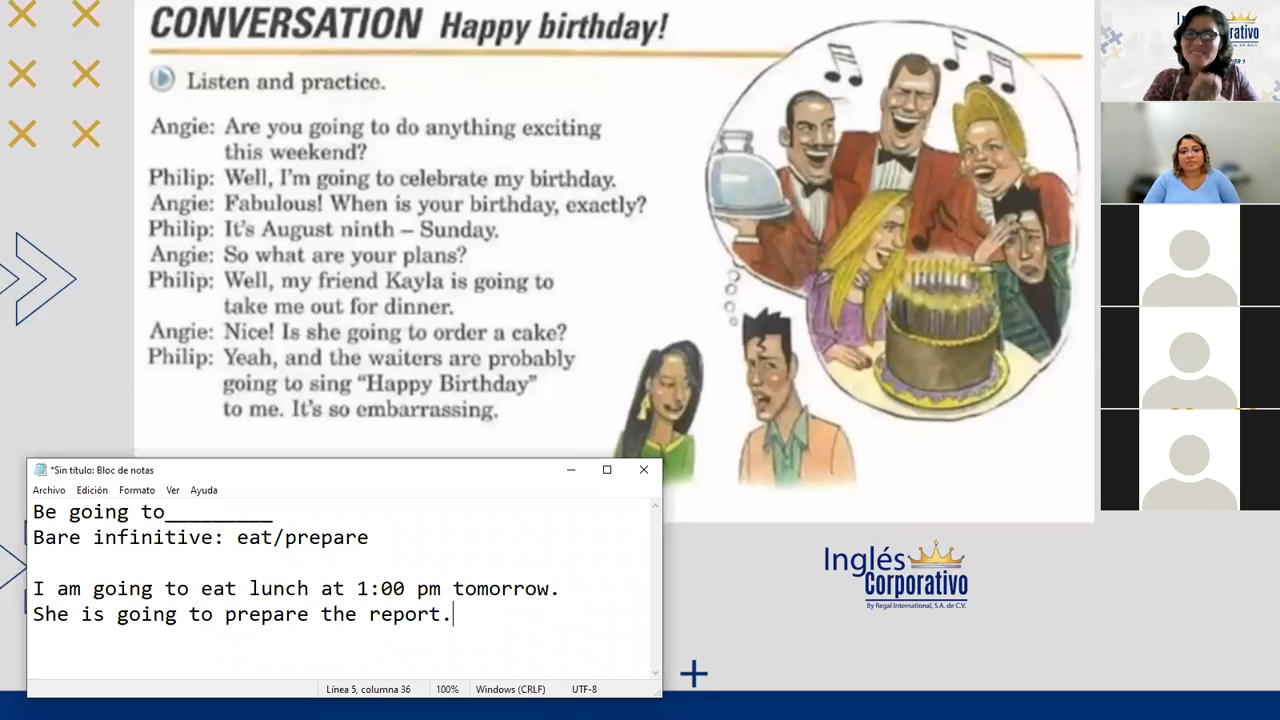 CONVERSATION Happy birthday!
Listen and practice.
Angie: Are you going to do anything exciting
this weekend?
Philip: Well, I'm going to celebrate my birthday.
Angie: Fabulous! When is your birthday, exactly?
Philip: It's August ninth – Sunday.
Angie: So what are your plans?
Philip: Well, my friend Kayla is going to
take me out for dinner.
Angie: Nice! Is she going to order a cake?
Philip: Yeah, and the waiters are probably
going to sing "Happy Birthday"
to me. It's so embarrassing.
*Sin título: Bloc de notas
Archivo Edición Formato Ver Ayuda
Be going to_________
Bare infinitive: eat/prepare
I am going to eat lunch at 1:00 pm tomorrow.
She is going to prepare the report.
Línea 5, columna 36 100% Windows (CRLF) UTF-8
Inglés
Corporativo
By Regal International, S.A. de C.V.